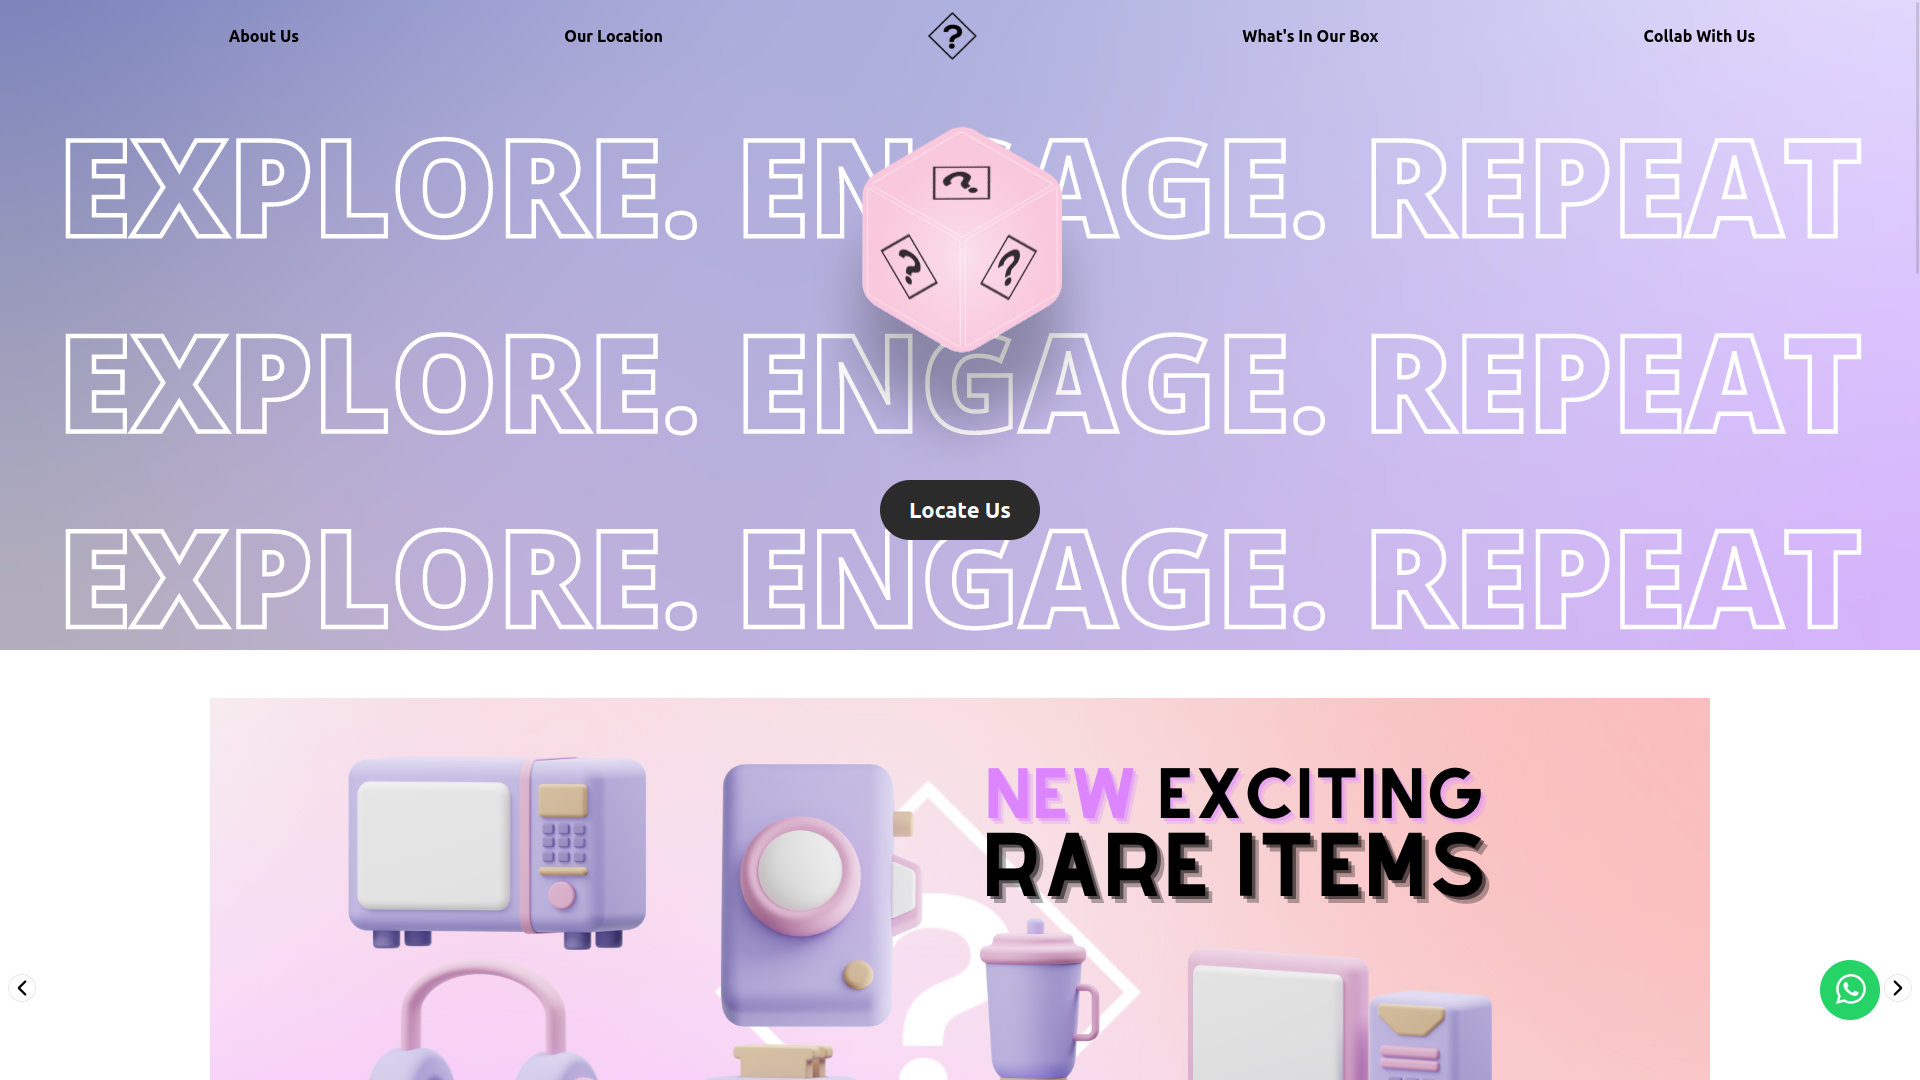 About Us
Our Location
?
What's In Our Box
Collab With Us
EXPLORE. ENGAGE. REPEAT
?
? ?
EXPLORE. ENGAGE. REPEAT
Locate Us
EXPLORE. ENGAGE. REPEAT
NEW EXCITING
RARE ITEMS
?